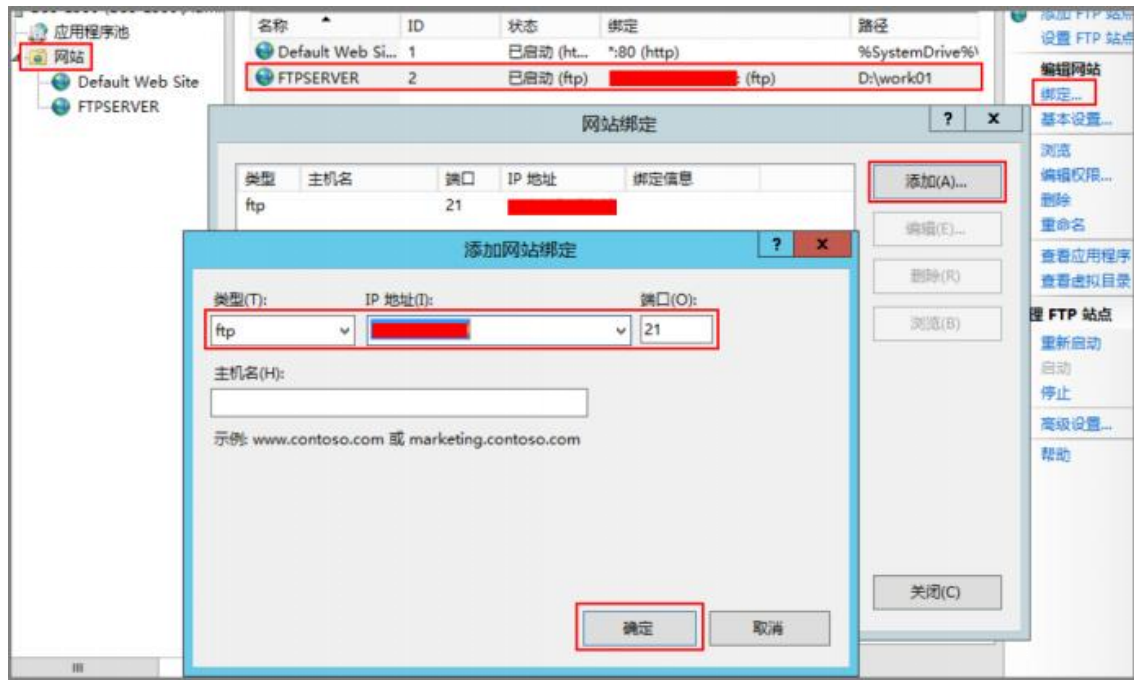 应用程序池
网站
Default Web Site
FTPSERVER
名称 ID 状态 绑定 路径
Default Web Si... 1 已启动 (ht... *:80 (http) %SystemDrive%\
FTPSERVER 2 已启动 (ftp) (ftp) D:\work01
添加 FTP 站点
设置 FTP 站点
编辑网站
绑定...
基本设置...
浏览
编辑权限...
删除
重命名
查看应用程序
查看虚拟目录
理 FTP 站点
重新启动
启动
停止
高级设置...
帮助
网站绑定 ? x
类型 主机名 端口 IP 地址 绑定信息
ftp 21
添加(A)...
编辑(E)...
删除(R)
浏览(B)
关闭(C)
添加网站绑定 ? x
类型(T): IP 地址(I): 端口(O):
ftp 21
主机名(H):
示例: www.contoso.com 或 marketing.contoso.com
确定 取消